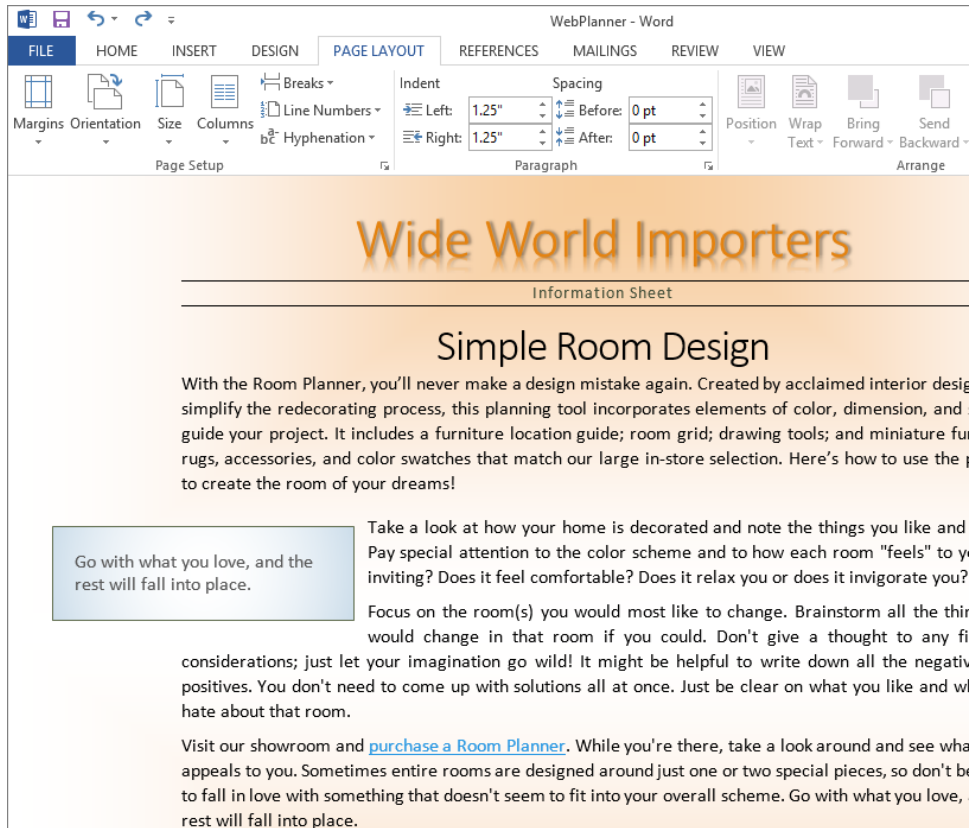 WebPlanner - Word
FILE HOME INSERT DESIGN PAGE LAYOUT REFERENCES MAILINGS REVIEW VIEW
Margins Orientation Size Columns
Breaks
Line Numbers
Hyphenation
Page Setup
Indent
Left: 1.25"
Right: 1.25"
Spacing
Before: 0 pt
After: 0 pt
Paragraph
Position
Wrap
Text
Bring
Forward
Send
Backward
Arrange
Wide World Importers
Information Sheet
Simple Room Design
With the Room Planner, you’ll never make a design mistake again. Created by acclaimed interior
simplify the redecorating process, this planning tool incorporates elements of color, dimension, and
guide your project. It includes a furniture location guide; room grid; drawing tools; and miniature
rugs, accessories, and color swatches that match our large in-store selection. Here’s how to use the
to create the room of your dreams!
Go with what you love, and the
rest will fall into place.
Take a look at how your home is decorated and note the things you like and
Pay special attention to the color scheme and to how each room "feels" to
inviting? Does it feel comfortable? Does it relax you or does it invigorate you?
Focus on the room(s) you would most like to change. Brainstorm all the
would change in that room if you could. Don't give a thought to any
considerations; just let your imagination go wild! It might be helpful to write down all the
positives. You don't need to come up with solutions all at once. Just be clear on what you like and
hate about that room.
Visit our showroom and purchase a Room Planner. While you're there, take a look around and see
appeals to you. Sometimes entire rooms are designed around just one or two special pieces, so don't
to fall in love with something that doesn't seem to fit into your overall scheme. Go with what you love,
rest will fall into place.